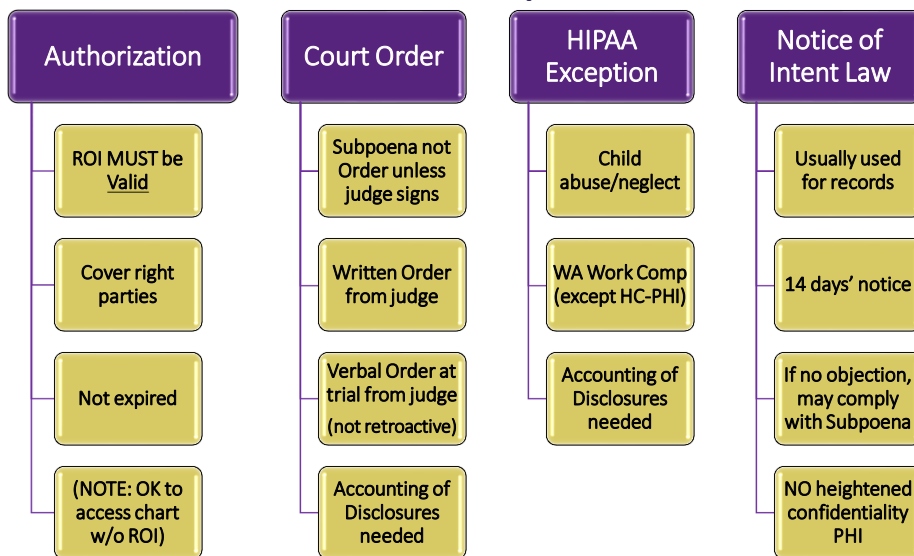 Authorization
ROI MUST be
Valid
Cover right
parties
Not expired
(NOTE: OK to
access chart
w/o ROI)
Court Order
Subpoena not
Order unless
judge signs
Written Order
from judge
Verbal Order at
trial from judge
(not retroactive)
Accounting of
Disclosures
needed
HIPAA
Exception
Child
abuse/neglect
WA Work Comp
(except HC-PHI)
Accounting of
Disclosures
needed
Notice of
Intent Law
Usually used
for records
14 days’ notice
If no objection,
may comply
with Subpoena
NO heightened
confidentiality
PHI